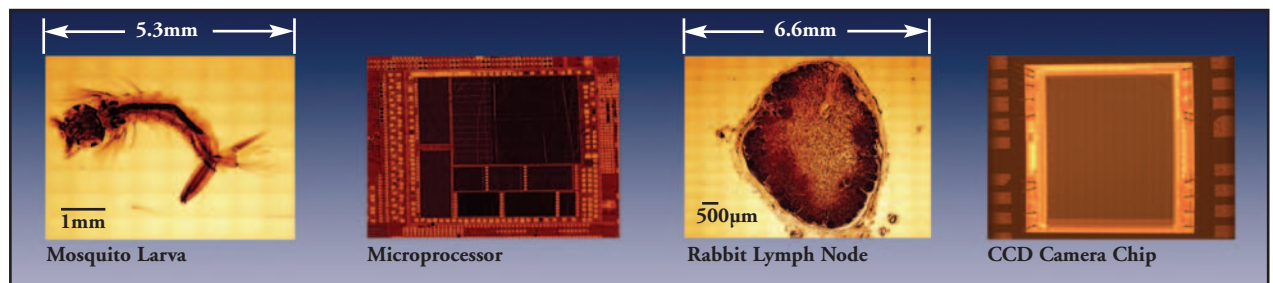 5.3mm
6.6mm
1mm
500μm
Mosquito Larva
Microprocessor
Rabbit Lymph Node
CCD Camera Chip